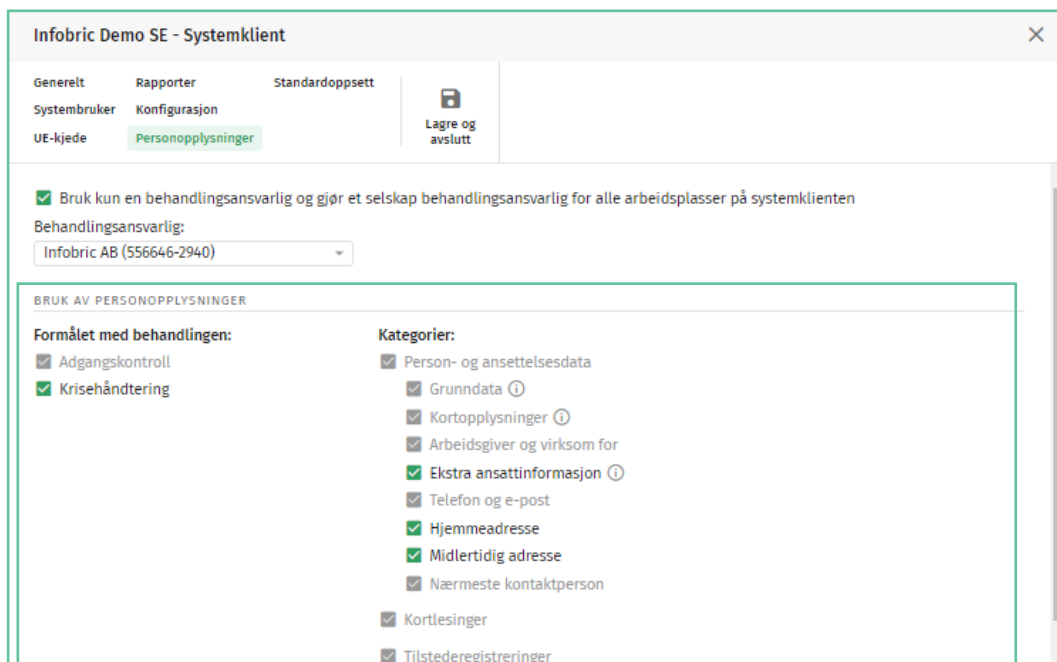 Infobric Demo SE - Systemklient
Generelt
Rapporter
Standardoppsett
Systembruker
Konfigurasjon
UE-kjede
Personopplysninger
Lagre og
avslutt
Bruk kun en behandlingsansvarlig og gjør et selskap behandlingsansvarlig for alle arbeidsplasser på systemklienten
Behandlingsansvarlig:
Infobric AB (556646-2940)
BRUK AV PERSONOPPLYSNINGER
Formålet med behandlingen:
Adgangskontroll
Krisehåndtering
Kategorier:
Person- og ansettelsesdata
Grunndata
Kortopplysninger
Arbeidsgiver og virksom for
Ekstra ansattinformasjon
Telefon og e-post
Hjemmeadresse
Midlertidig adresse
Nærmeste kontaktperson
Kortlesinger
Tilstederegistreringer